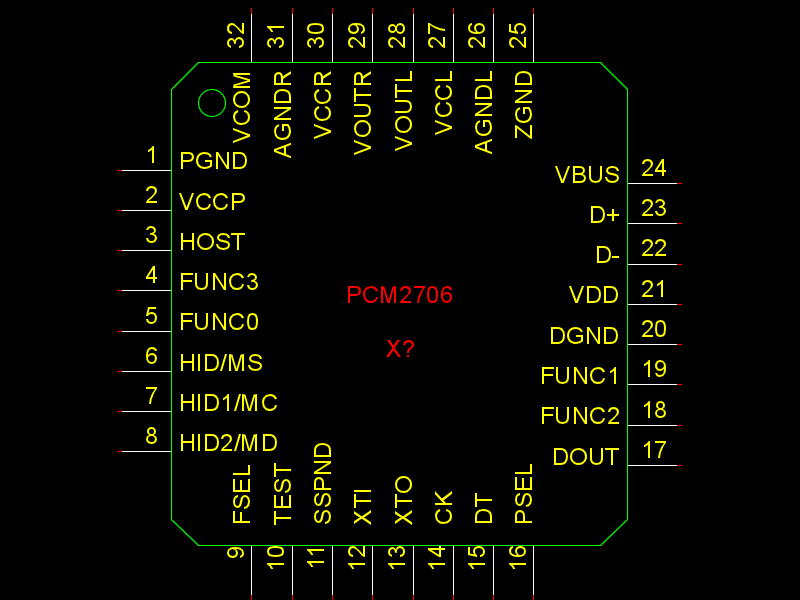 32 31 30 29 28 27 26 25
VCOM AGNDR VCCR VOUTR VOUTL VCCL AGNDL ZGND
1 PGND
2 VCCP
3 HOST
4 FUNC3
5 FUNC0
6 HID/MS
7 HID1/MC
8 HID2/MD
PCM2706
X?
VBUS 24
D+ 23
D- 22
VDD 21
DGND 20
FUNC1 19
FUNC2 18
DOUT 17
FSEL TEST SSPND XTI XTO CK DT PSEL
9 10 11 12 13 14 15 16